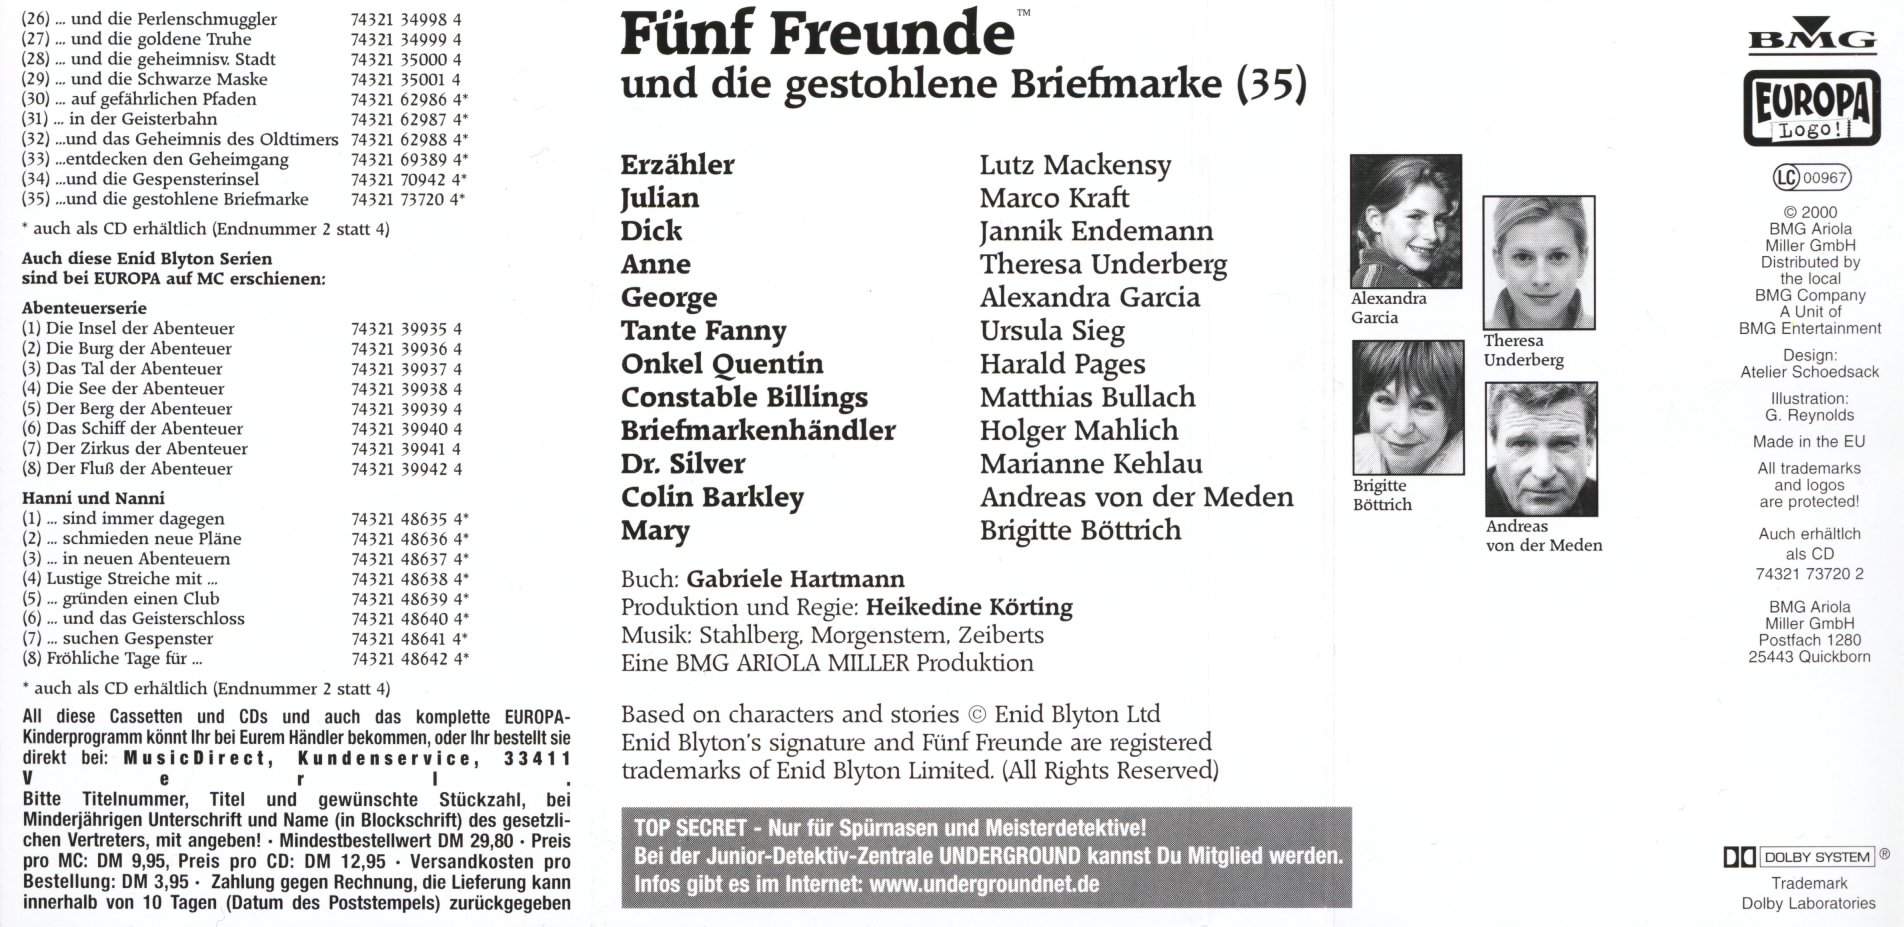 (26) ... und die Perlenschmuggler 74321 34998 4
(27) ... und die goldene Truhe 74321 34999 4
(28) ... und die geheimnisv. Stadt 74321 35000 4
(29) ... und die Schwarze Maske 74321 35001 4
(30) ... auf gefährlichen Pfaden 74321 62986 4*
(31) ... in der Geisterbahn 74321 62987 4*
(32) ...und das Geheimnis des Oldtimers 74321 62988 4*
(33) ...entdecken den Geheimgang 74321 69389 4*
(34) ...und die Gespensterinsel 74321 70942 4*
(35) ...und die gestohlene Briefmarke 74321 73720 4*
* auch als CD erhältlich (Endnummer 2 statt 4)
Auch diese Enid Blyton Serien
sind bei EUROPA auf MC erschienen:
Abenteuerserie
(1) Die Insel der Abenteuer 74321 39935 4
(2) Die Burg der Abenteuer 74321 39936 4
(3) Das Tal der Abenteuer 74321 39937 4
(4) Die See der Abenteuer 74321 39938 4
(5) Der Berg der Abenteuer 74321 39939 4
(6) Das Schiff der Abenteuer 74321 39940 4
(7) Der Zirkus der Abenteuer 74321 39941 4
(8) Der Fluß der Abenteuer 74321 39942 4
Hanni und Nanni
(1) ... sind immer dagegen 74321 48635 4*
(2) ... schmieden neue Pläne 74321 48636 4*
(3) ... in neuen Abenteuern 74321 48637 4*
(4) Lustige Streiche mit ... 74321 48638 4*
(5) ... gründen einen Club 74321 48639 4*
(6) ... und das Geisterschloss 74321 48640 4*
(7) ... suchen Gespenster 74321 48641 4*
(8) Fröhliche Tage für ... 74321 48642 4*
* auch als CD erhältlich (Endnummer 2 statt 4)
All diese Cassetten und CDs und auch das komplette EUROPA-
Kinderprogramm könnt Ihr bei Eurem Händler bekommen, oder Ihr bestellt sie
direkt bei: MusicDirect, Kundenservice, 33411
Verl.
Bitte Titelnummer, Titel und gewünschte Stückzahl, bei
Minderjährigen Unterschrift und Name (in Blockschrift) des gesetzli-
chen Vertreters, mit angeben! · Mindestbestellwert DM 29,80 · Preis
pro MC: DM 9,95, Preis pro CD: DM 12,95 · Versandkosten pro
Bestellung: DM 3,95 · Zahlung gegen Rechnung, die Lieferung kann
innerhalb von 10 Tagen (Datum des Poststempels) zurückgegeben
Fünf Freunde™
und die gestohlene Briefmarke (35)
Erzähler Lutz Mackensy
Julian Marco Kraft
Dick Jannik Endemann
Anne Theresa Underberg
George Alexandra Garcia
Tante Fanny Ursula Sieg
Onkel Quentin Harald Pages
Constable Billings Matthias Bullach
Briefmarkenhändler Holger Mahlich
Dr. Silver Marianne Kehlau
Colin Barkley Andreas von der Meden
Mary Brigitte Böttrich
Buch: Gabriele Hartmann
Produktion und Regie: Heikedine Körting
Musik: Stahlberg, Morgenstern, Zeiberts
Eine BMG ARIOLA MILLER Produktion
Based on characters and stories © Enid Blyton Ltd
Enid Blyton's signature and Fünf Freunde are registered
trademarks of Enid Blyton Limited. (All Rights Reserved)
TOP SECRET - Nur für Spürnasen und Meisterdetektive!
Bei der Junior-Detektiv-Zentrale UNDERGROUND kannst Du Mitglied werden.
Infos gibt es im Internet: www.undergroundnet.de
Alexandra
Garcia
Theresa
Underberg
Brigitte
Böttrich
Andreas
von der Meden
BMG
EUROPA
Logo!
LC 00967
© 2000
BMG Ariola
Miller GmbH
Distributed by
the local
BMG Company
A Unit of
BMG Entertainment
Design:
Atelier Schoedsack
Illustration:
G. Reynolds
Made in the EU
All trademarks
and logos
are protected!
Auch erhältlich
als CD
74321 73720 2
BMG Ariola
Miller GmbH
Postfach 1280
25443 Quickborn
DOLBY SYSTEM ®
Trademark
Dolby Laboratories